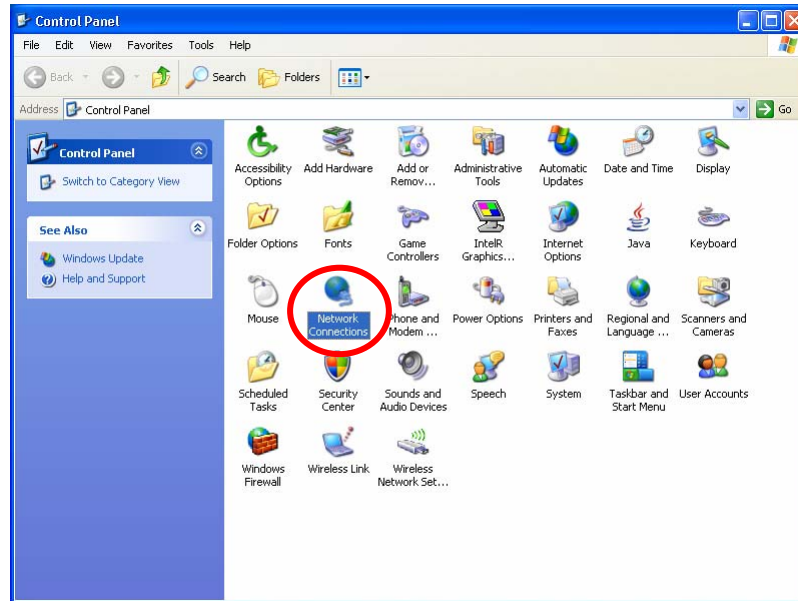 Control Panel
File Edit View Favorites Tools Help
Back Search Folders
Address Control Panel Go
Control Panel
Switch to Category View
See Also
Windows Update
Help and Support
Accessibility Options
Add Hardware
Add or Remov...
Administrative Tools
Automatic Updates
Date and Time
Display
Folder Options
Fonts
Game Controllers
IntelR Graphics...
Internet Options
Java
Keyboard
Mouse
Network Connections
Phone and Modem ...
Power Options
Printers and Faxes
Regional and Language ...
Scanners and Cameras
Scheduled Tasks
Security Center
Sounds and Audio Devices
Speech
System
Taskbar and Start Menu
User Accounts
Windows Firewall
Wireless Link
Wireless Network Set...